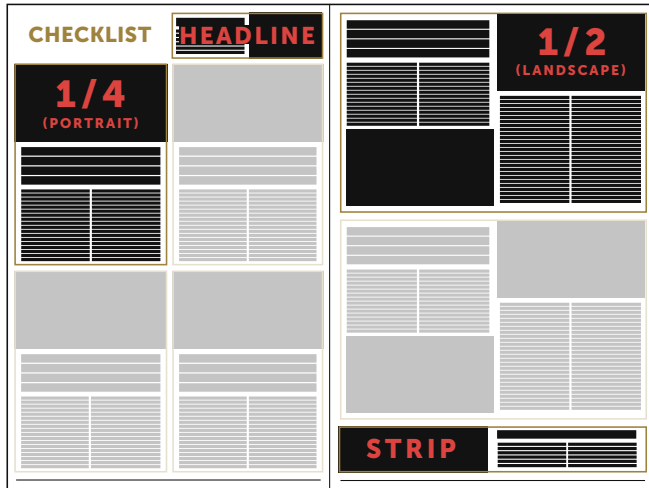 CHECKLIST
HEADLINE
1/4
(PORTRAIT)
1/2
(LANDSCAPE)
STRIP